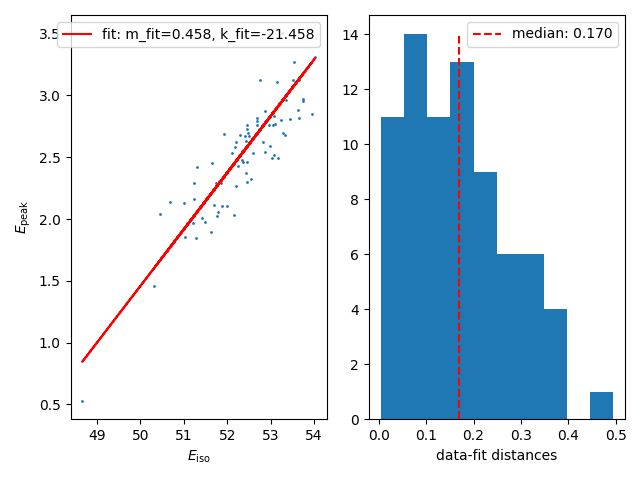 fit: m_fit=0.458, k_fit=-21.458
3.5
3.0
2.5
2.0
1.5
1.0
0.5
E_peak
49 50 51 52 53 54
E_iso
median: 0.170
14
12
10
8
6
4
2
0
0.0 0.1 0.2 0.3 0.4 0.5
data-fit distances